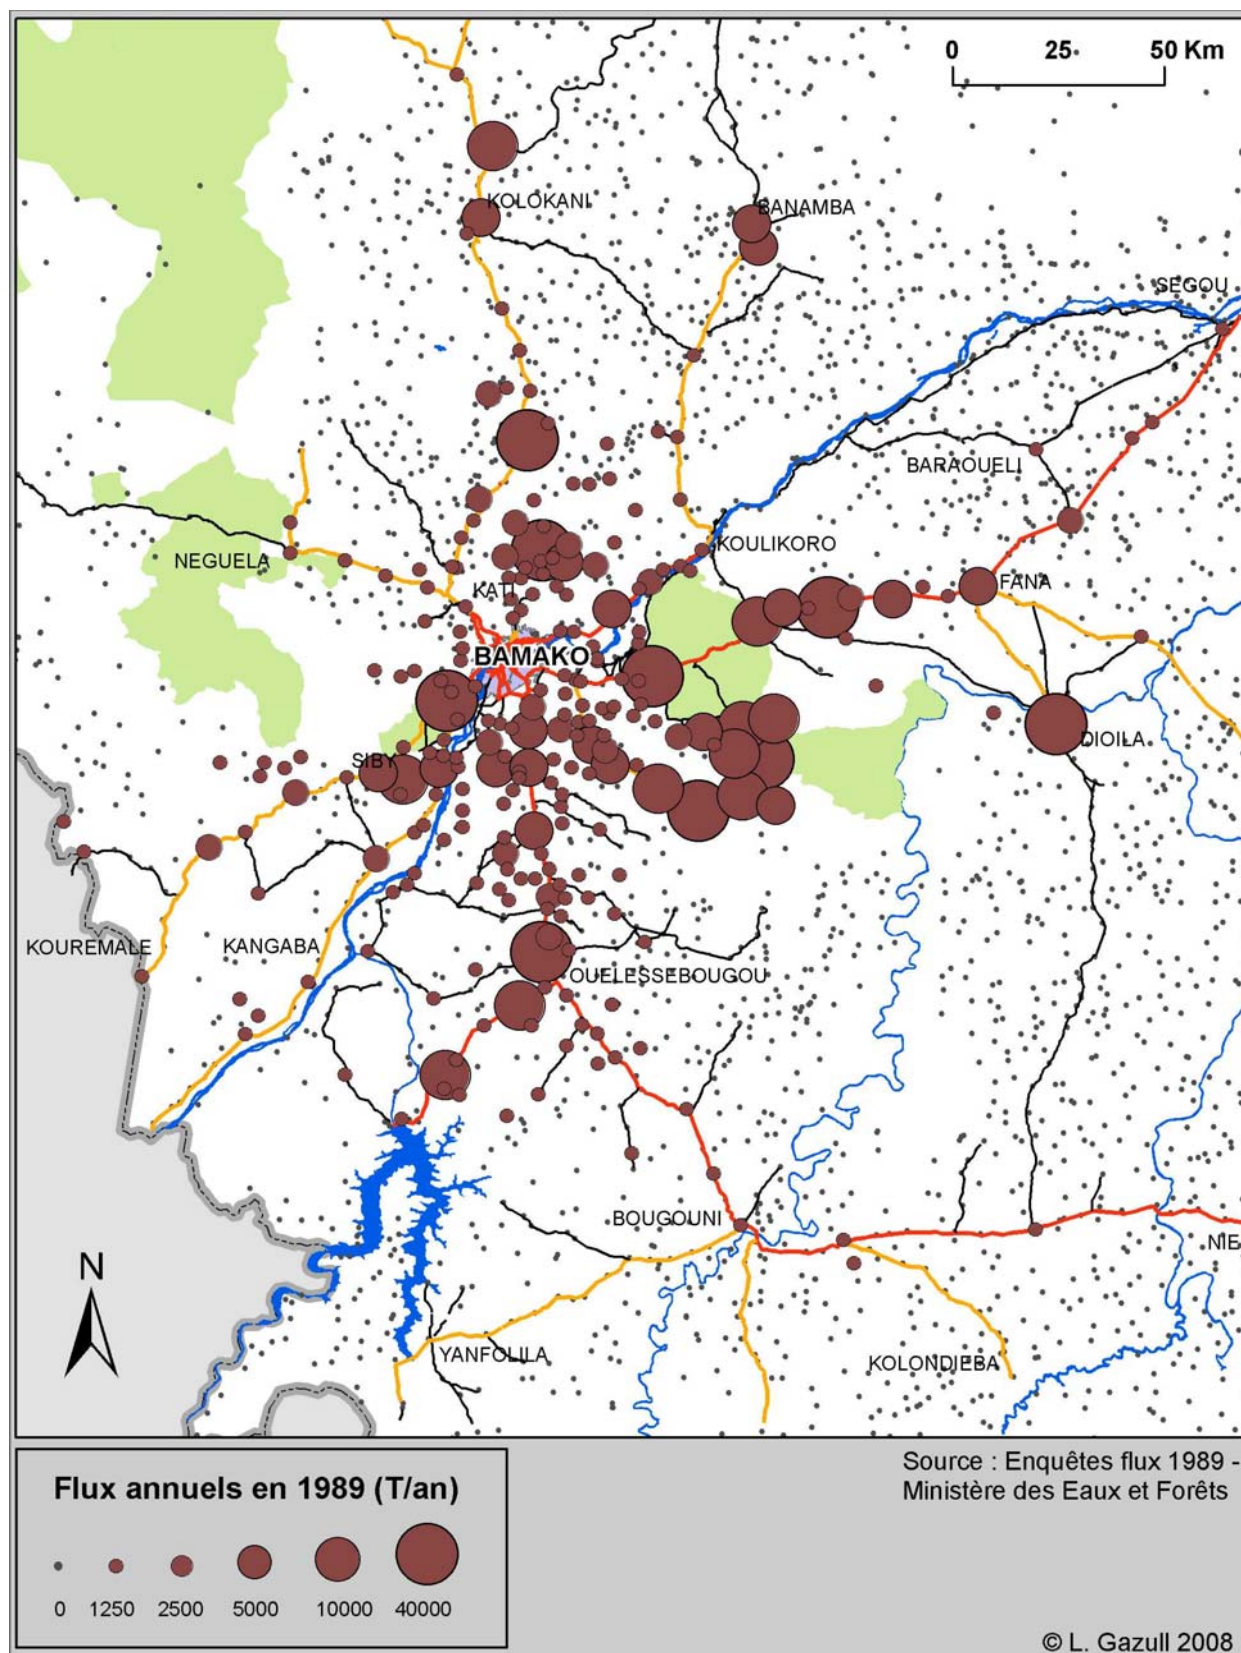 0 25 50 Km
KOLOKANI
BANAMBA
SEGOU
BARAOUELI
KOULIKORO
NEGUELA
FANA
KATI
BAMAKO
DIOILA
SIBY
KOUREMALE
KANGABA
OUELESSEBOUGOU
BOUGOUNI
NIE
N
YANFOLILA
KOLONDIEBA
Flux annuels en 1989 (T/an)
0 1250 2500 5000 10000 40000
Source : Enquêtes flux 1989 -
Ministère des Eaux et Forêts
© L. Gazull 2008